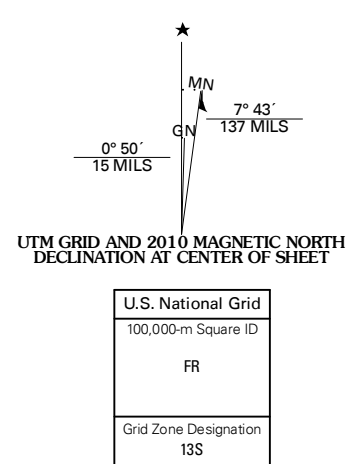 MN
GN
7° 43´
137 MILS
0° 50´
15 MILS
UTM GRID AND 2010 MAGNETIC NORTH
DECLINATION AT CENTER OF SHEET
U.S. National Grid
100,000-m Square ID
FR
Grid Zone Designation
13S